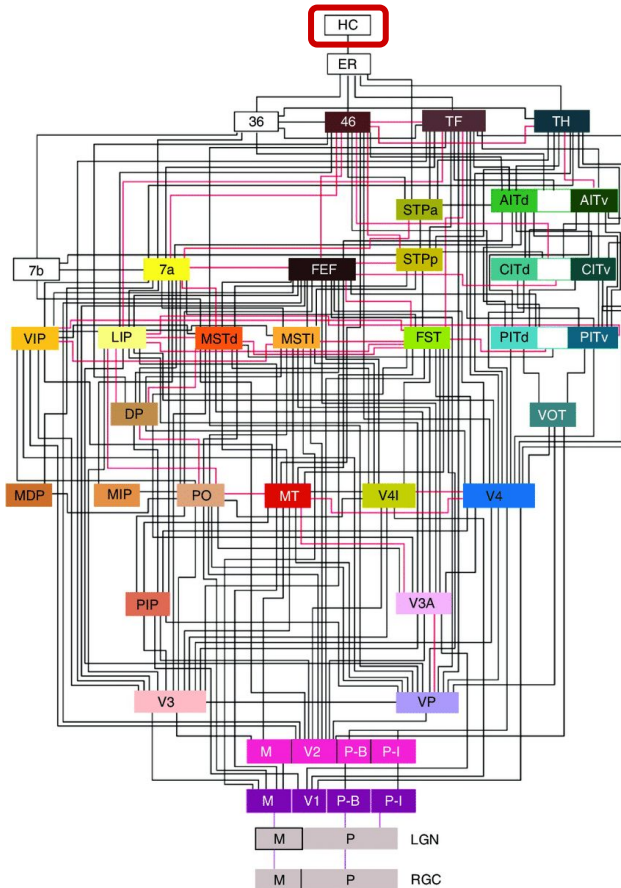 HC
ER
36 46 TF TH
STPa AITd AITv
7b 7a FEF STPp CITd CITv
VIP LIP MSTd MSTl FST PITd PITv
DP VOT
MDP MIP PO MT V4l V4
PIP V3A
V3 VP
M V2 P-B P-I
M V1 P-B P-I
M P LGN
M P RGC